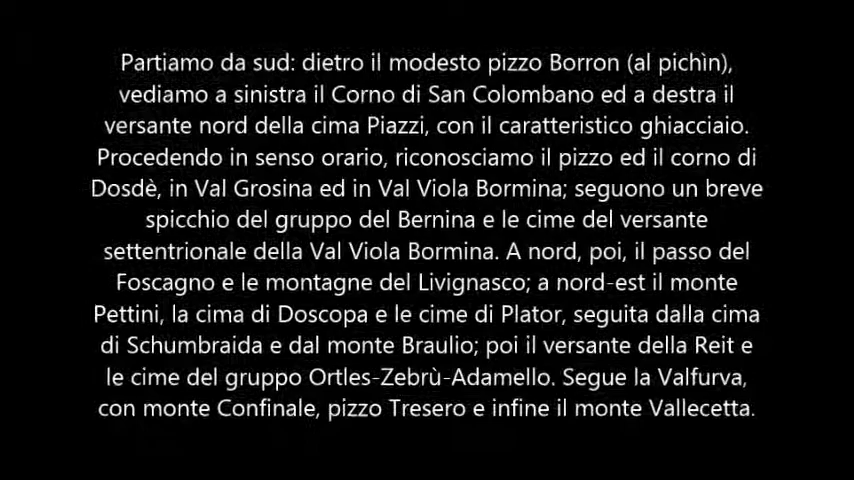 Partiamo da sud: dietro il modesto pizzo Borron (al pichìn),
vediamo a sinistra il Corno di San Colombano ed a destra il
versante nord della cima Piazzi, con il caratteristico ghiacciaio.
Procedendo in senso orario, riconosciamo il pizzo ed il corno di
Dosdè, in Val Grosina ed in Val Viola Bormina; seguono un breve
spicchio del gruppo del Bernina e le cime del versante
settentrionale della Val Viola Bormina. A nord, poi, il passo del
Foscagno e le montagne del Livignasco; a nord-est il monte
Pettini, la cima di Doscopa e le cime di Plator, seguita dalla cima
di Schumbraida e dal monte Braulio; poi il versante della Reit e
le cime del gruppo Ortles-Zebrù-Adamello. Segue la Valfurva,
con monte Confinale, pizzo Tresero e infine il monte Vallecetta.